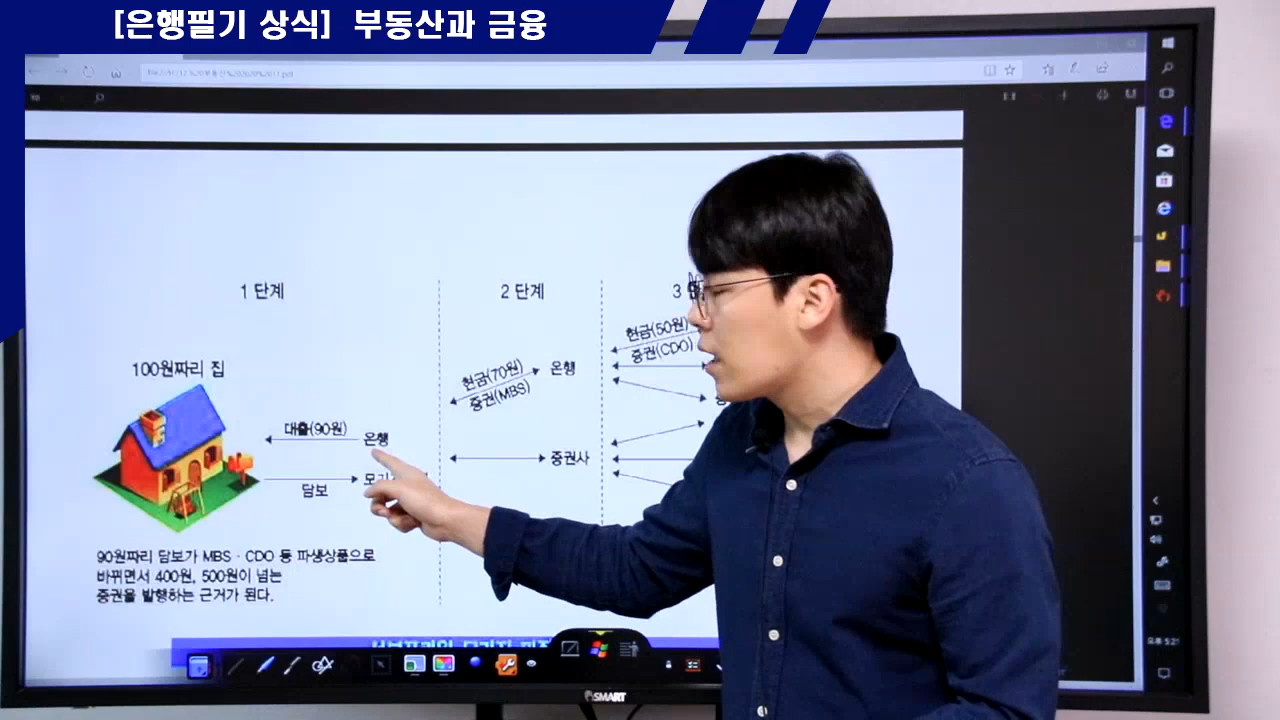 [은행필기 상식] 부동산과 금융
1 단계
2 단계
3
100원짜리 집
현금(50원)
증권(CDO)
현금(70원)
은행
증권(MBS)
대출(90원)
은행
증권사
담보
90원짜리 담보가 MBS · CDO 등 파생상품으로
바뀌면서 400원, 500원이 넘는
증권을 발행하는 근거가 된다.
오후 5:21
SMART